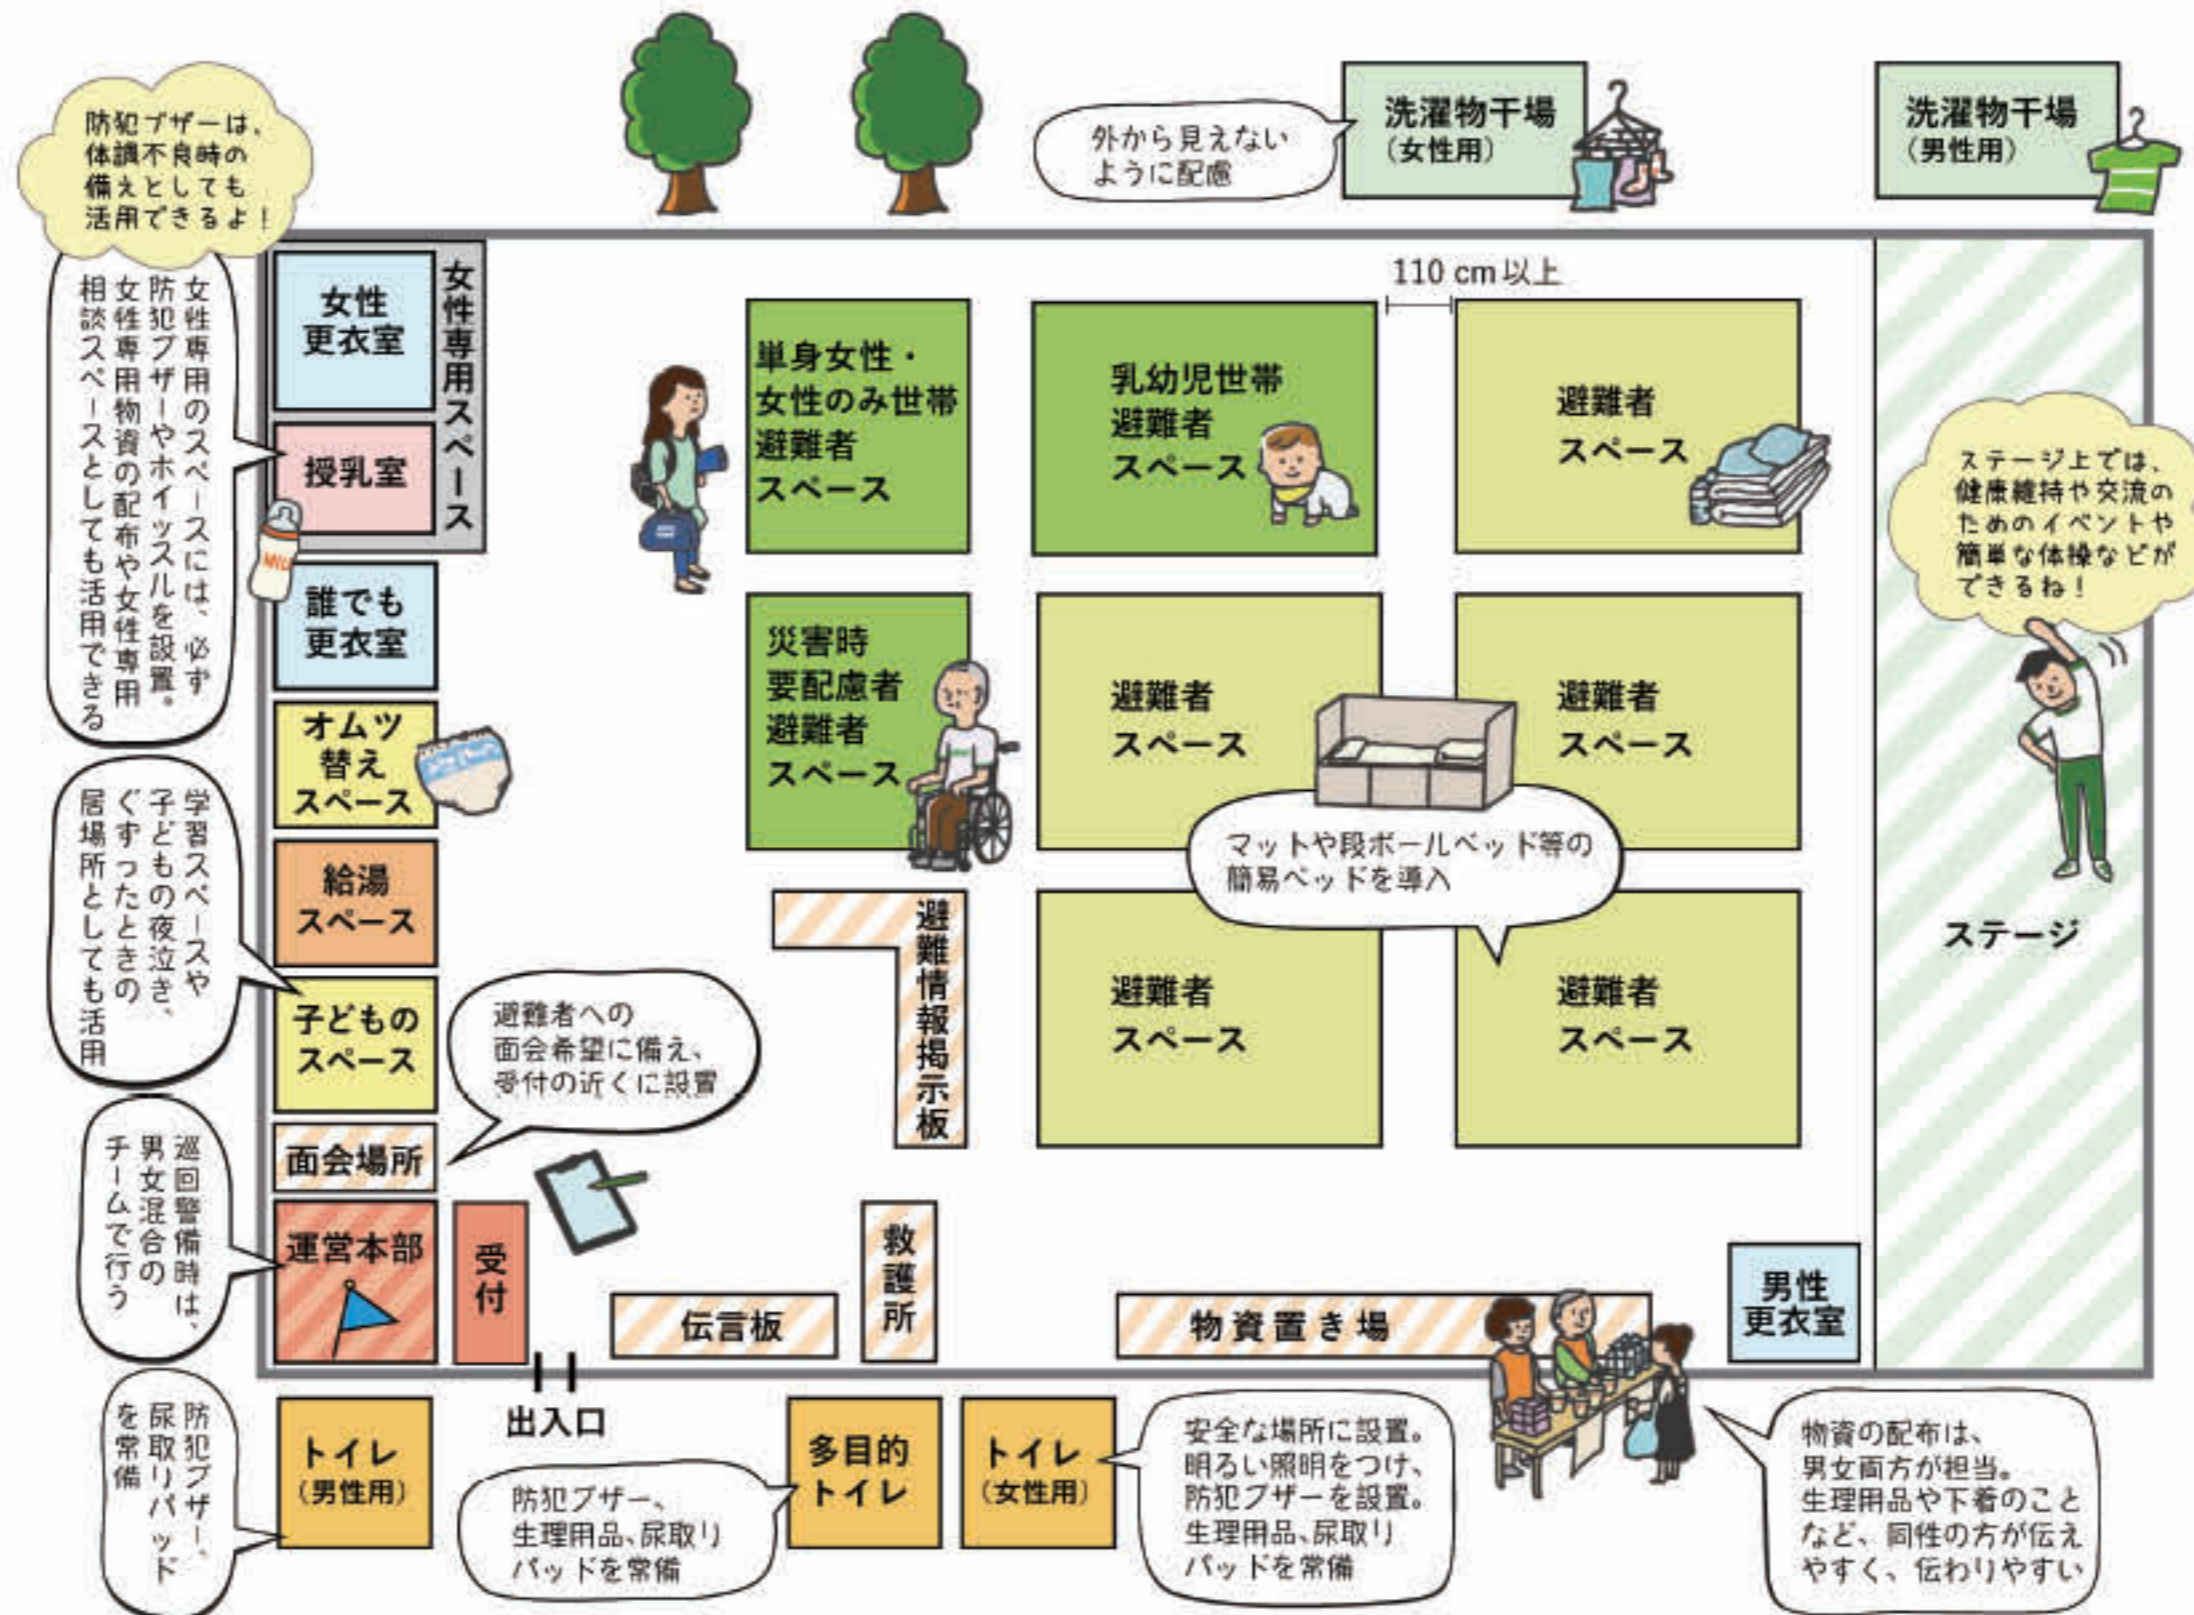 防犯ブザーは、
体調不良時の
備えとしても
活用できるよ!
外から見えない
ように配慮
洗濯物干場
(女性用)
洗濯物干場
(男性用)
女性専用のスペースには、必ず
防犯ブザーやホイッスルを設置。
女性専用物資の配布や女性専用
相談スペースとしても活用できる
女性
更衣室
授乳室
女性専用スペース
MILK
誰でも
更衣室
オムツ
替え
スペース
給湯
スペース
子どもの
スペース
学習スペースや
子どもの夜泣き、
ぐずったときの
居場所としても活用
110 cm以上
単身女性・
女性のみ世帯
避難者
スペース
乳幼児世帯
避難者
スペース
避難者
スペース
災害時
要配慮者
避難者
スペース
避難者
スペース
避難者
スペース
マットや段ボールベッド等の
簡易ベッドを導入
避難者
スペース
避難者
スペース
ステージ上では、
健康維持や交流の
ためのイベントや
簡単な体操などが
できるね!
ステージ
避難情報掲示板
避難者への
面会希望に備え、
受付の近くに設置
面会場所
運営本部
巡回警備時は、
男女混合の
チームで行う
受付
伝言板
救護所
物資置き場
男性
更衣室
出入口
トイレ
(男性用)
防犯ブザー、
尿取りパッド
を常備
多目的
トイレ
防犯ブザー、
生理用品、尿取り
パッドを常備
トイレ
(女性用)
安全な場所に設置。
明るい照明をつけ、
防犯ブザーを設置。
生理用品、尿取り
パッドを常備
物資の配布は、
男女両方が担当。
生理用品や下着のこと
など、同性の方が伝え
やすく、伝わりやすい